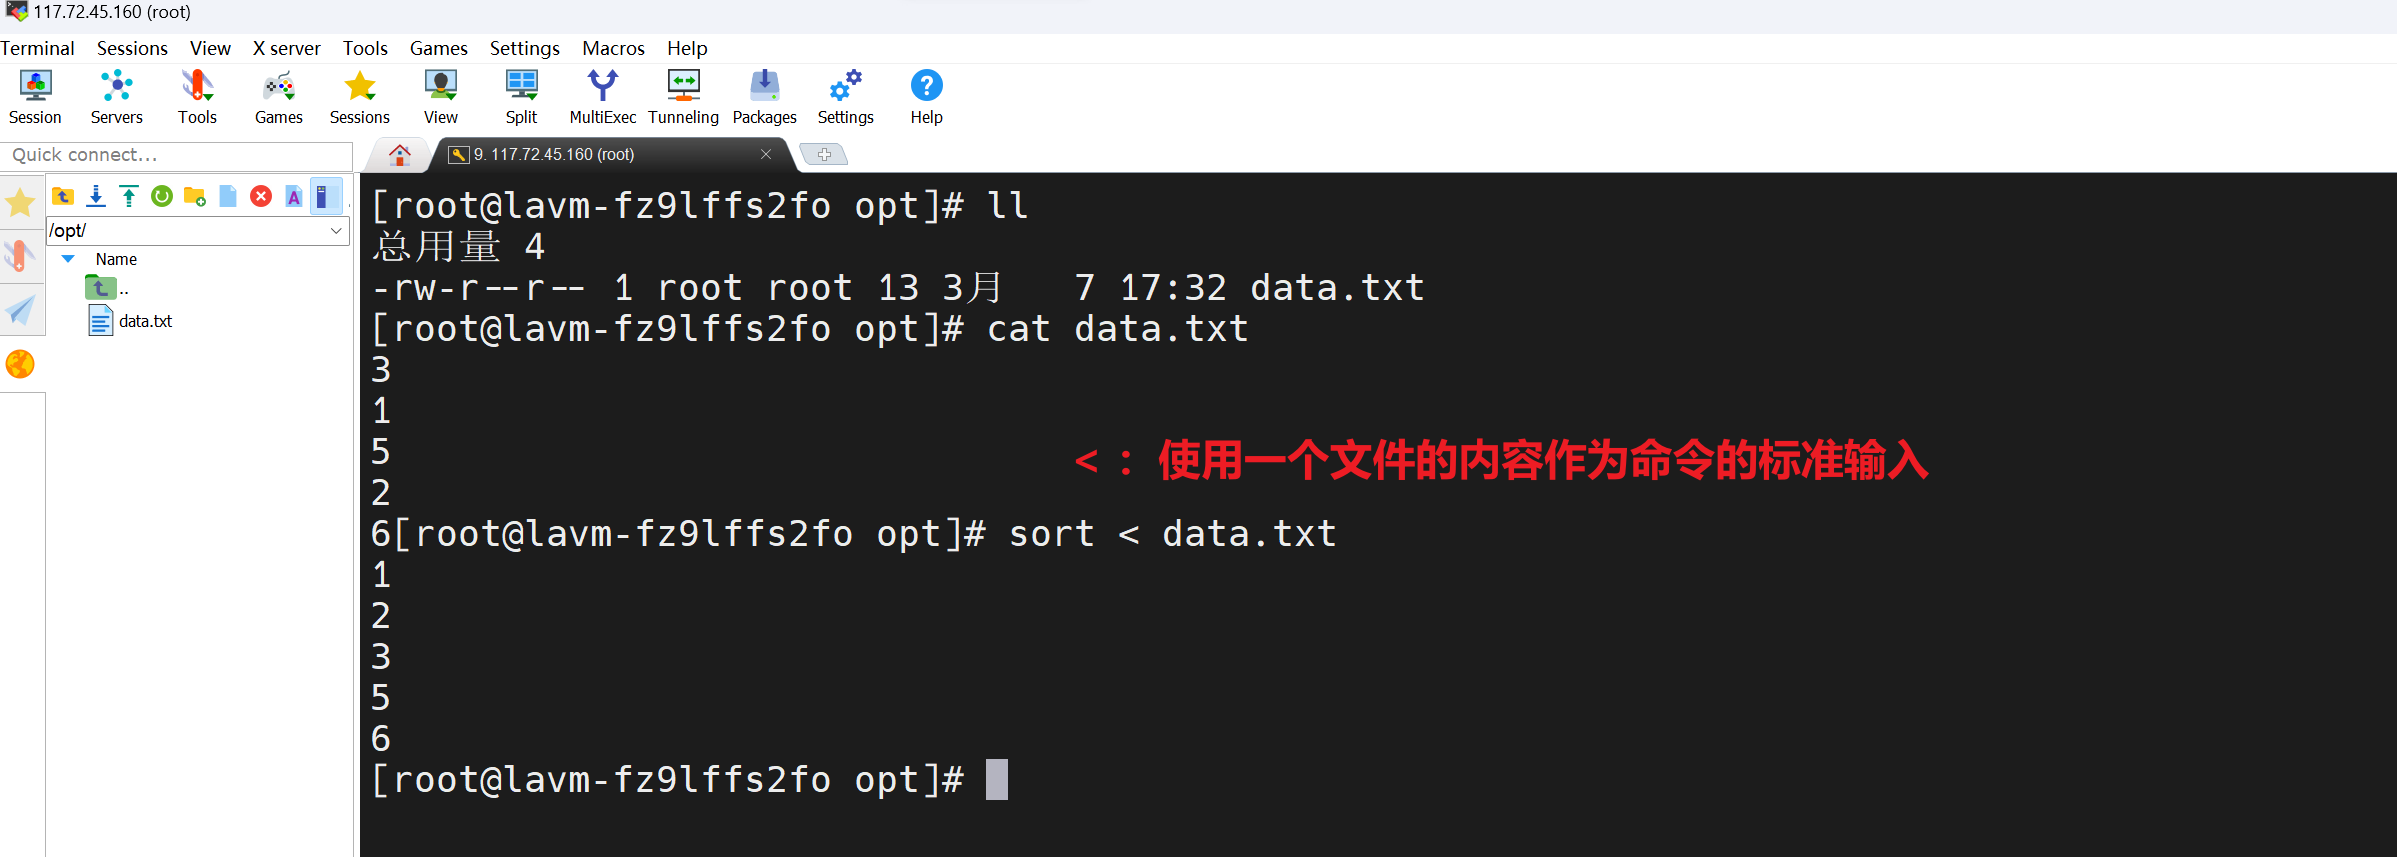 117.72.45.160 (root)
Terminal Sessions View X server Tools Games Settings Macros Help
Session Servers Tools Games Sessions View Split MultiExec Tunneling Packages Settings Help
Quick connect...
9. 117.72.45.160 (root)
/opt/
Name
..
data.txt
[root@lavm-fz9lffs2fo opt]# ll
总用量 4
-rw-r--r-- 1 root root 13 3月   7 17:32 data.txt
[root@lavm-fz9lffs2fo opt]# cat data.txt
3
1
5
<： 使用一个文件的内容作为命令的标准输入
2
6[root@lavm-fz9lffs2fo opt]# sort < data.txt
1
2
3
5
6
[root@lavm-fz9lffs2fo opt]#